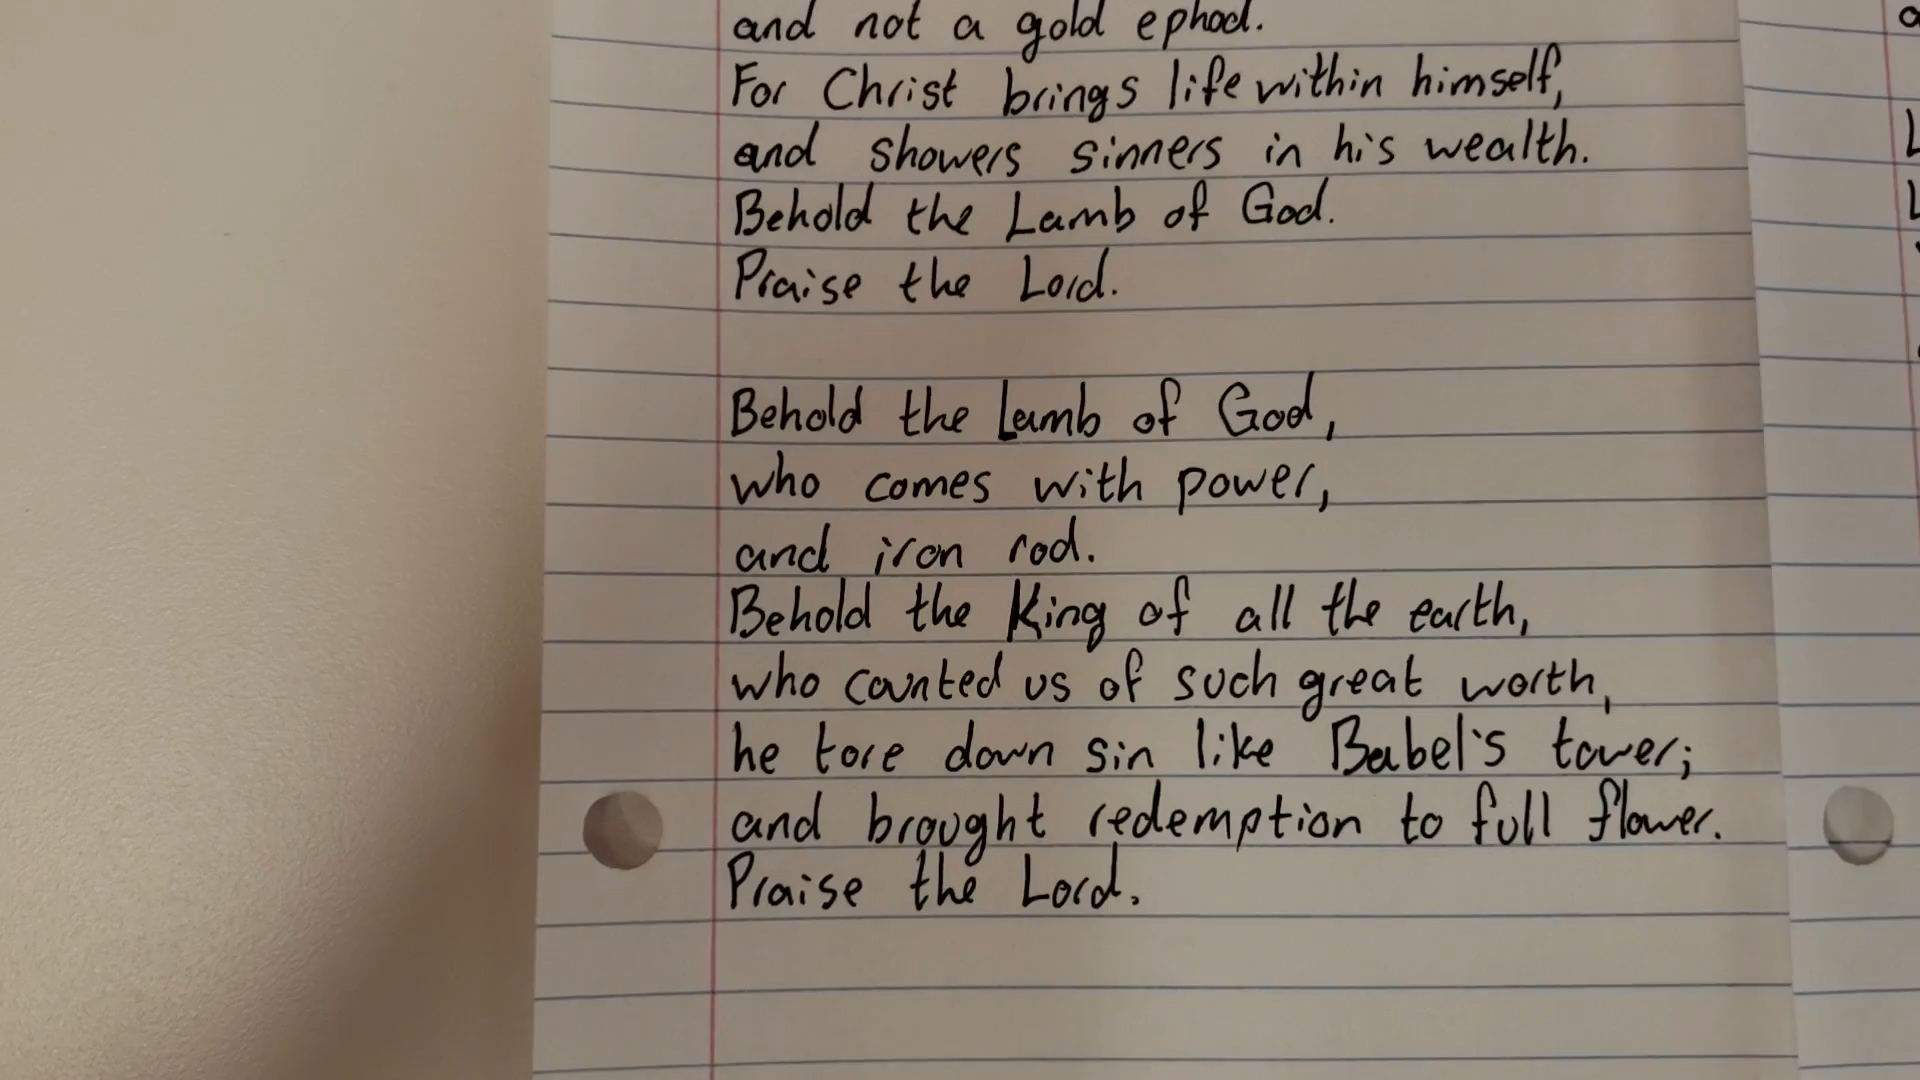 and not a gold ephod.
For Christ brings life within himself,
and showers sinners in his wealth.
Behold the Lamb of God.
Praise the Lord.
Behold the Lamb of God,
who comes with power,
and iron rod.
Behold the King of all the earth,
who counted us of such great worth,
he tore down sin like Babel's tower;
and brought redemption to full flower.
Praise the Lord.